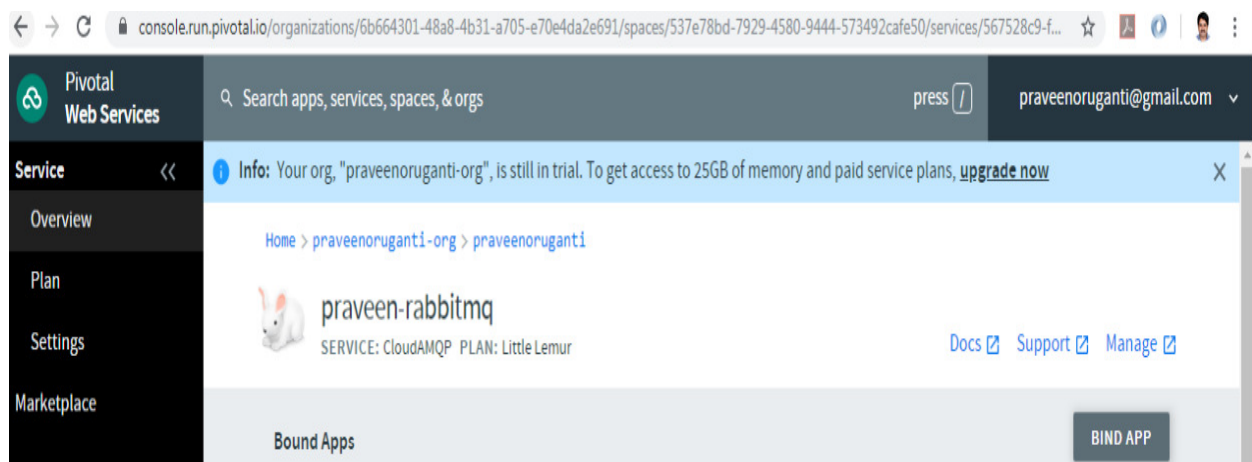 console.run.pivotal.io/organizations/6b664301-48a8-4b31-a705-e70e4da2e691/spaces/537e78bd-7929-4580-9444-573492cafe50/services/567528c9-f...
Pivotal
Web Services
Search apps, services, spaces, & orgs
press /
praveenoruganti@gmail.com
Service
Info: Your org, "praveenoruganti-org", is still in trial. To get access to 25GB of memory and paid service plans, upgrade now
Overview
Home > praveenoruganti-org > praveenoruganti
Plan
praveen-rabbitmq
Settings
SERVICE: CloudAMQP PLAN: Little Lemur
Docs Support Manage
Marketplace
Bound Apps
BIND APP